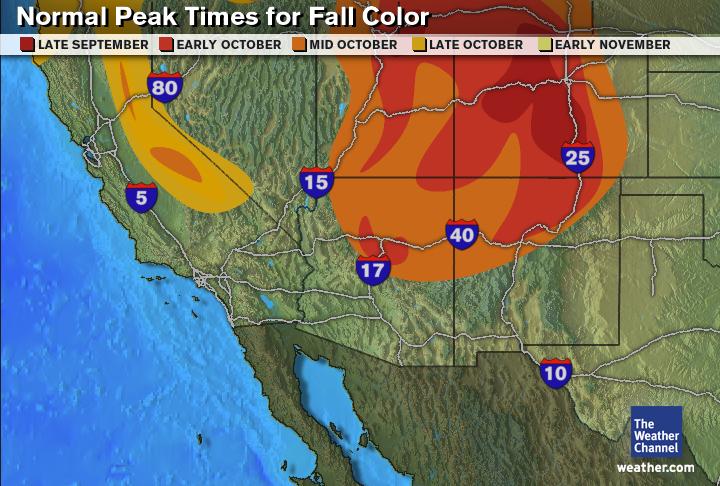 Normal Peak Times for Fall Color
LATE SEPTEMBER EARLY OCTOBER MID OCTOBER LATE OCTOBER EARLY NOVEMBER
80
25
15
5
40
17
10
The
Weather
Channel
weather.com